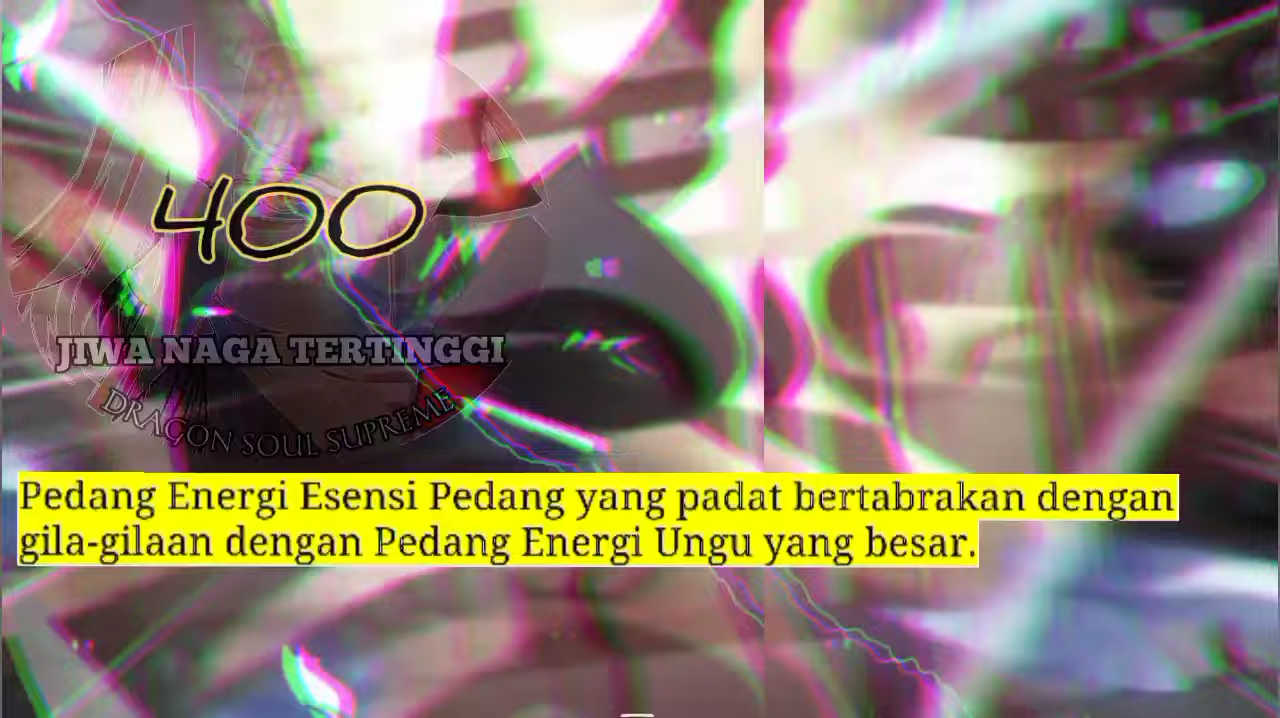 400
JIWA NAGA TERTINGGI
DRAGON SOUL SUPREME
Pedang Energi Esensi Pedang yang padat bertabrakan dengan
gila-gilaan dengan Pedang Energi Ungu yang besar.